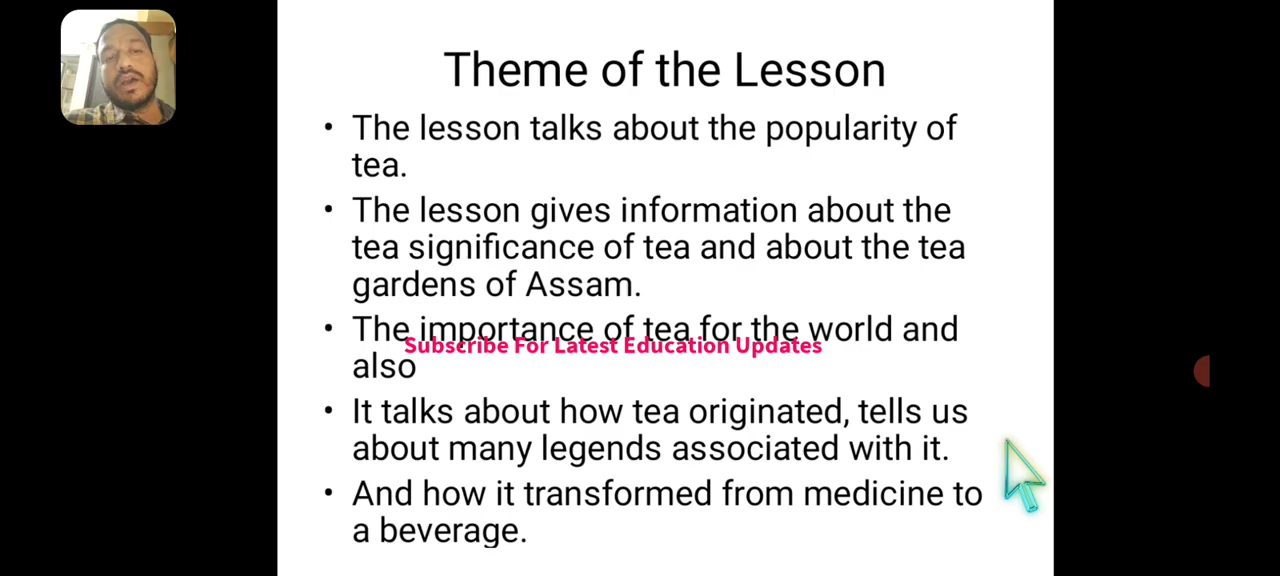 Theme of the Lesson
• The lesson talks about the popularity of
tea.
• The lesson gives information about the
tea significance of tea and about the tea
gardens of Assam.
• The importance of tea for the world and
Subscribe For Latest Education Updates
also
• It talks about how tea originated, tells us
about many legends associated with it.
• And how it transformed from medicine to
a beverage.